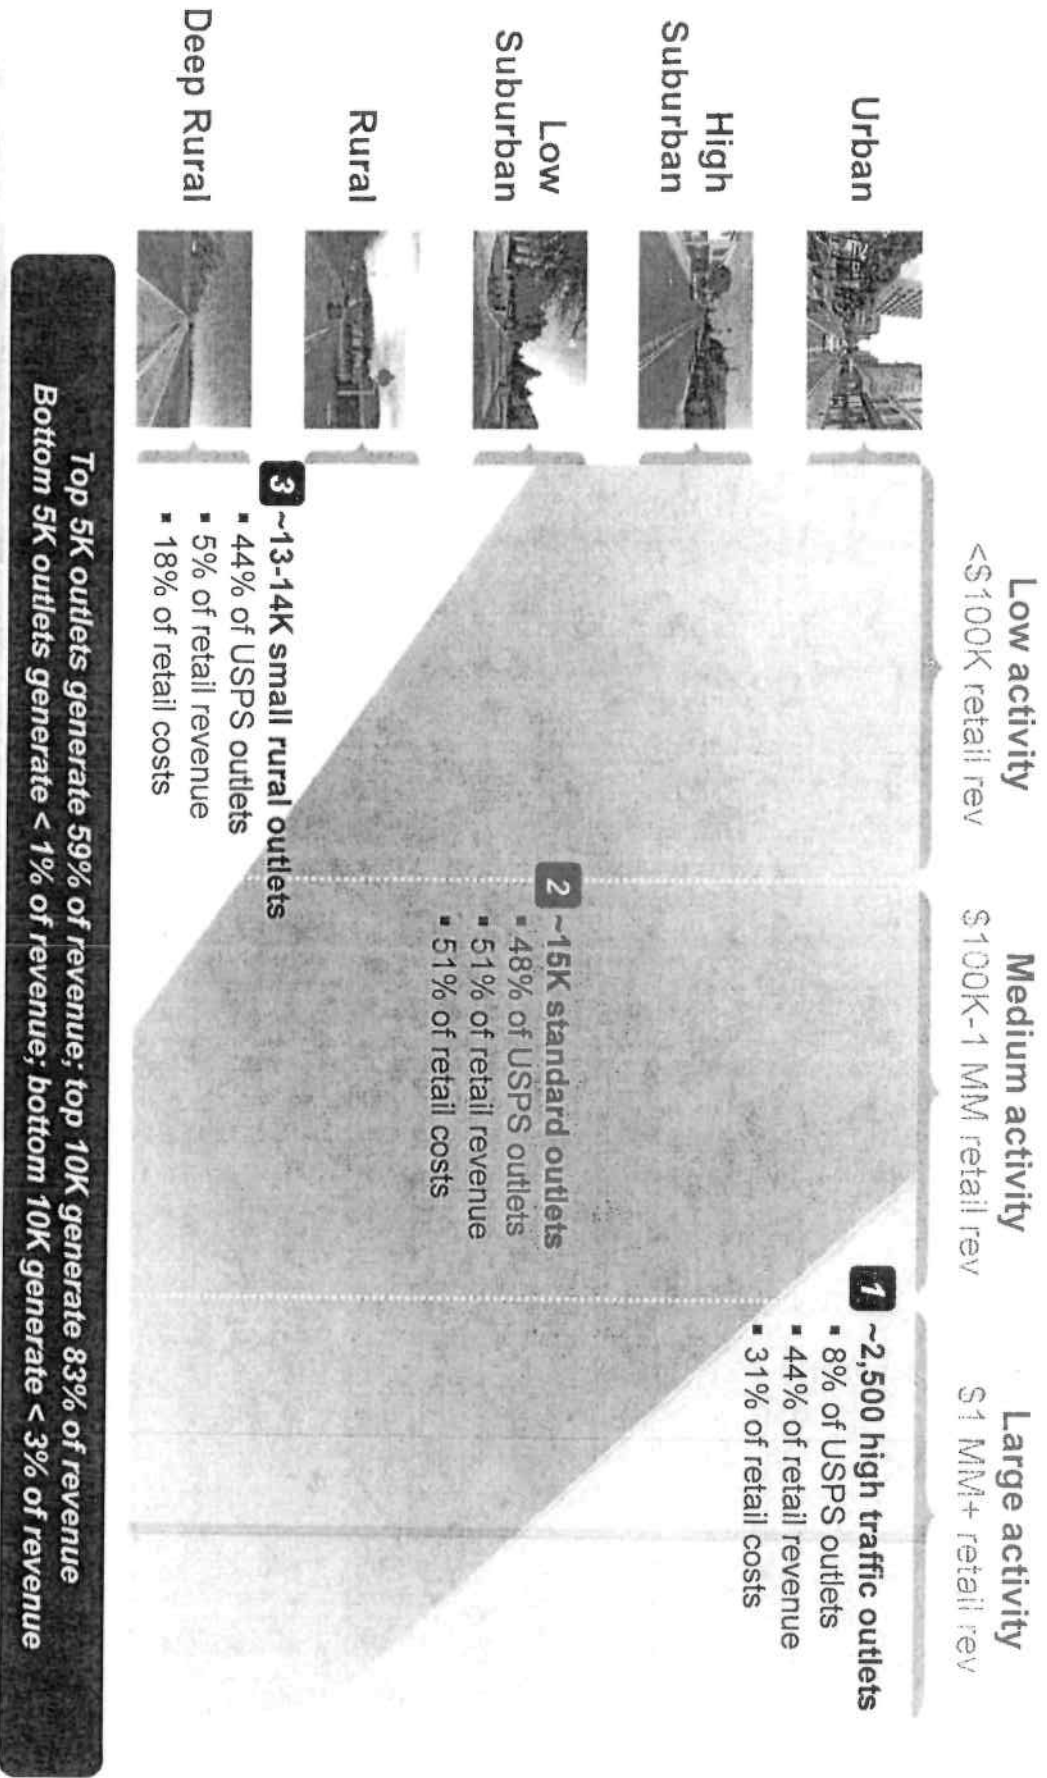 Low activity
<$100K retail rev
Medium activity
$100K-1 MM retail rev
Large activity
$1 MM+ retail rev
Urban
High
Suburban
Low
Suburban
Rural
Deep Rural
1 ~2,500 high traffic outlets
▪ 8% of USPS outlets
▪ 44% of retail revenue
▪ 31% of retail costs
2 ~15K standard outlets
▪ 48% of USPS outlets
▪ 51% of retail revenue
▪ 51% of retail costs
3 ~13-14K small rural outlets
▪ 44% of USPS outlets
▪ 5% of retail revenue
▪ 18% of retail costs
Top 5K outlets generate 59% of revenue; top 10K generate 83% of revenue
Bottom 5K outlets generate < 1% of revenue; bottom 10K generate < 3% of revenue